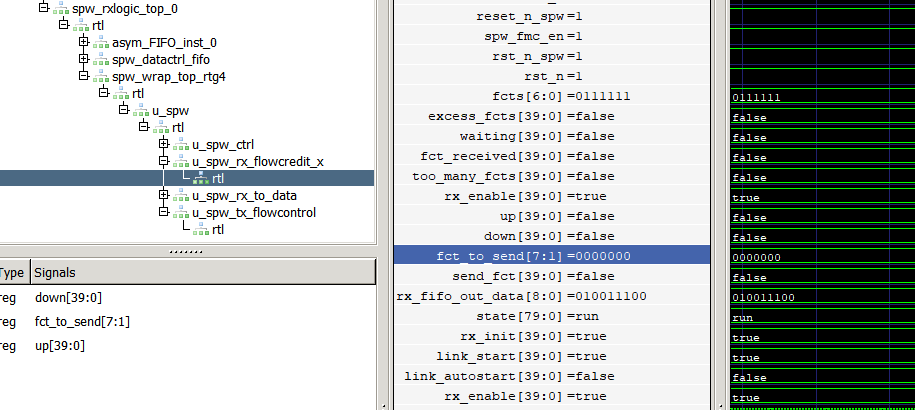 spw_rxlogic_top_0
rtl
asym_FIFO_inst_0
spw_datactrl_fifo
spw_wrap_top_rtg4
rtl
u_spw
rtl
u_spw_ctrl
u_spw_rx_flowcredit_x
rtl
u_spw_rx_to_data
u_spw_tx_flowcontrol
rtl
Type Signals
reg down[39:0]
reg fct_to_send[7:1]
reg up[39:0]
reset_n_spw=1
spw_fmc_en=1
rst_n_spw=1
rst_n=1
fcts[6:0]=0111111
excess_fcts[39:0]=false
waiting[39:0]=false
fct_received[39:0]=false
too_many_fcts[39:0]=false
rx_enable[39:0]=true
up[39:0]=false
down[39:0]=false
fct_to_send[7:1]=0000000
send_fct[39:0]=false
rx_fifo_out_data[8:0]=010011100
state[79:0]=run
rx_init[39:0]=true
link_start[39:0]=true
link_autostart[39:0]=false
rx_enable[39:0]=true
0111111
false
false
false
false
true
false
false
0000000
false
010011100
run
true
true
false
true